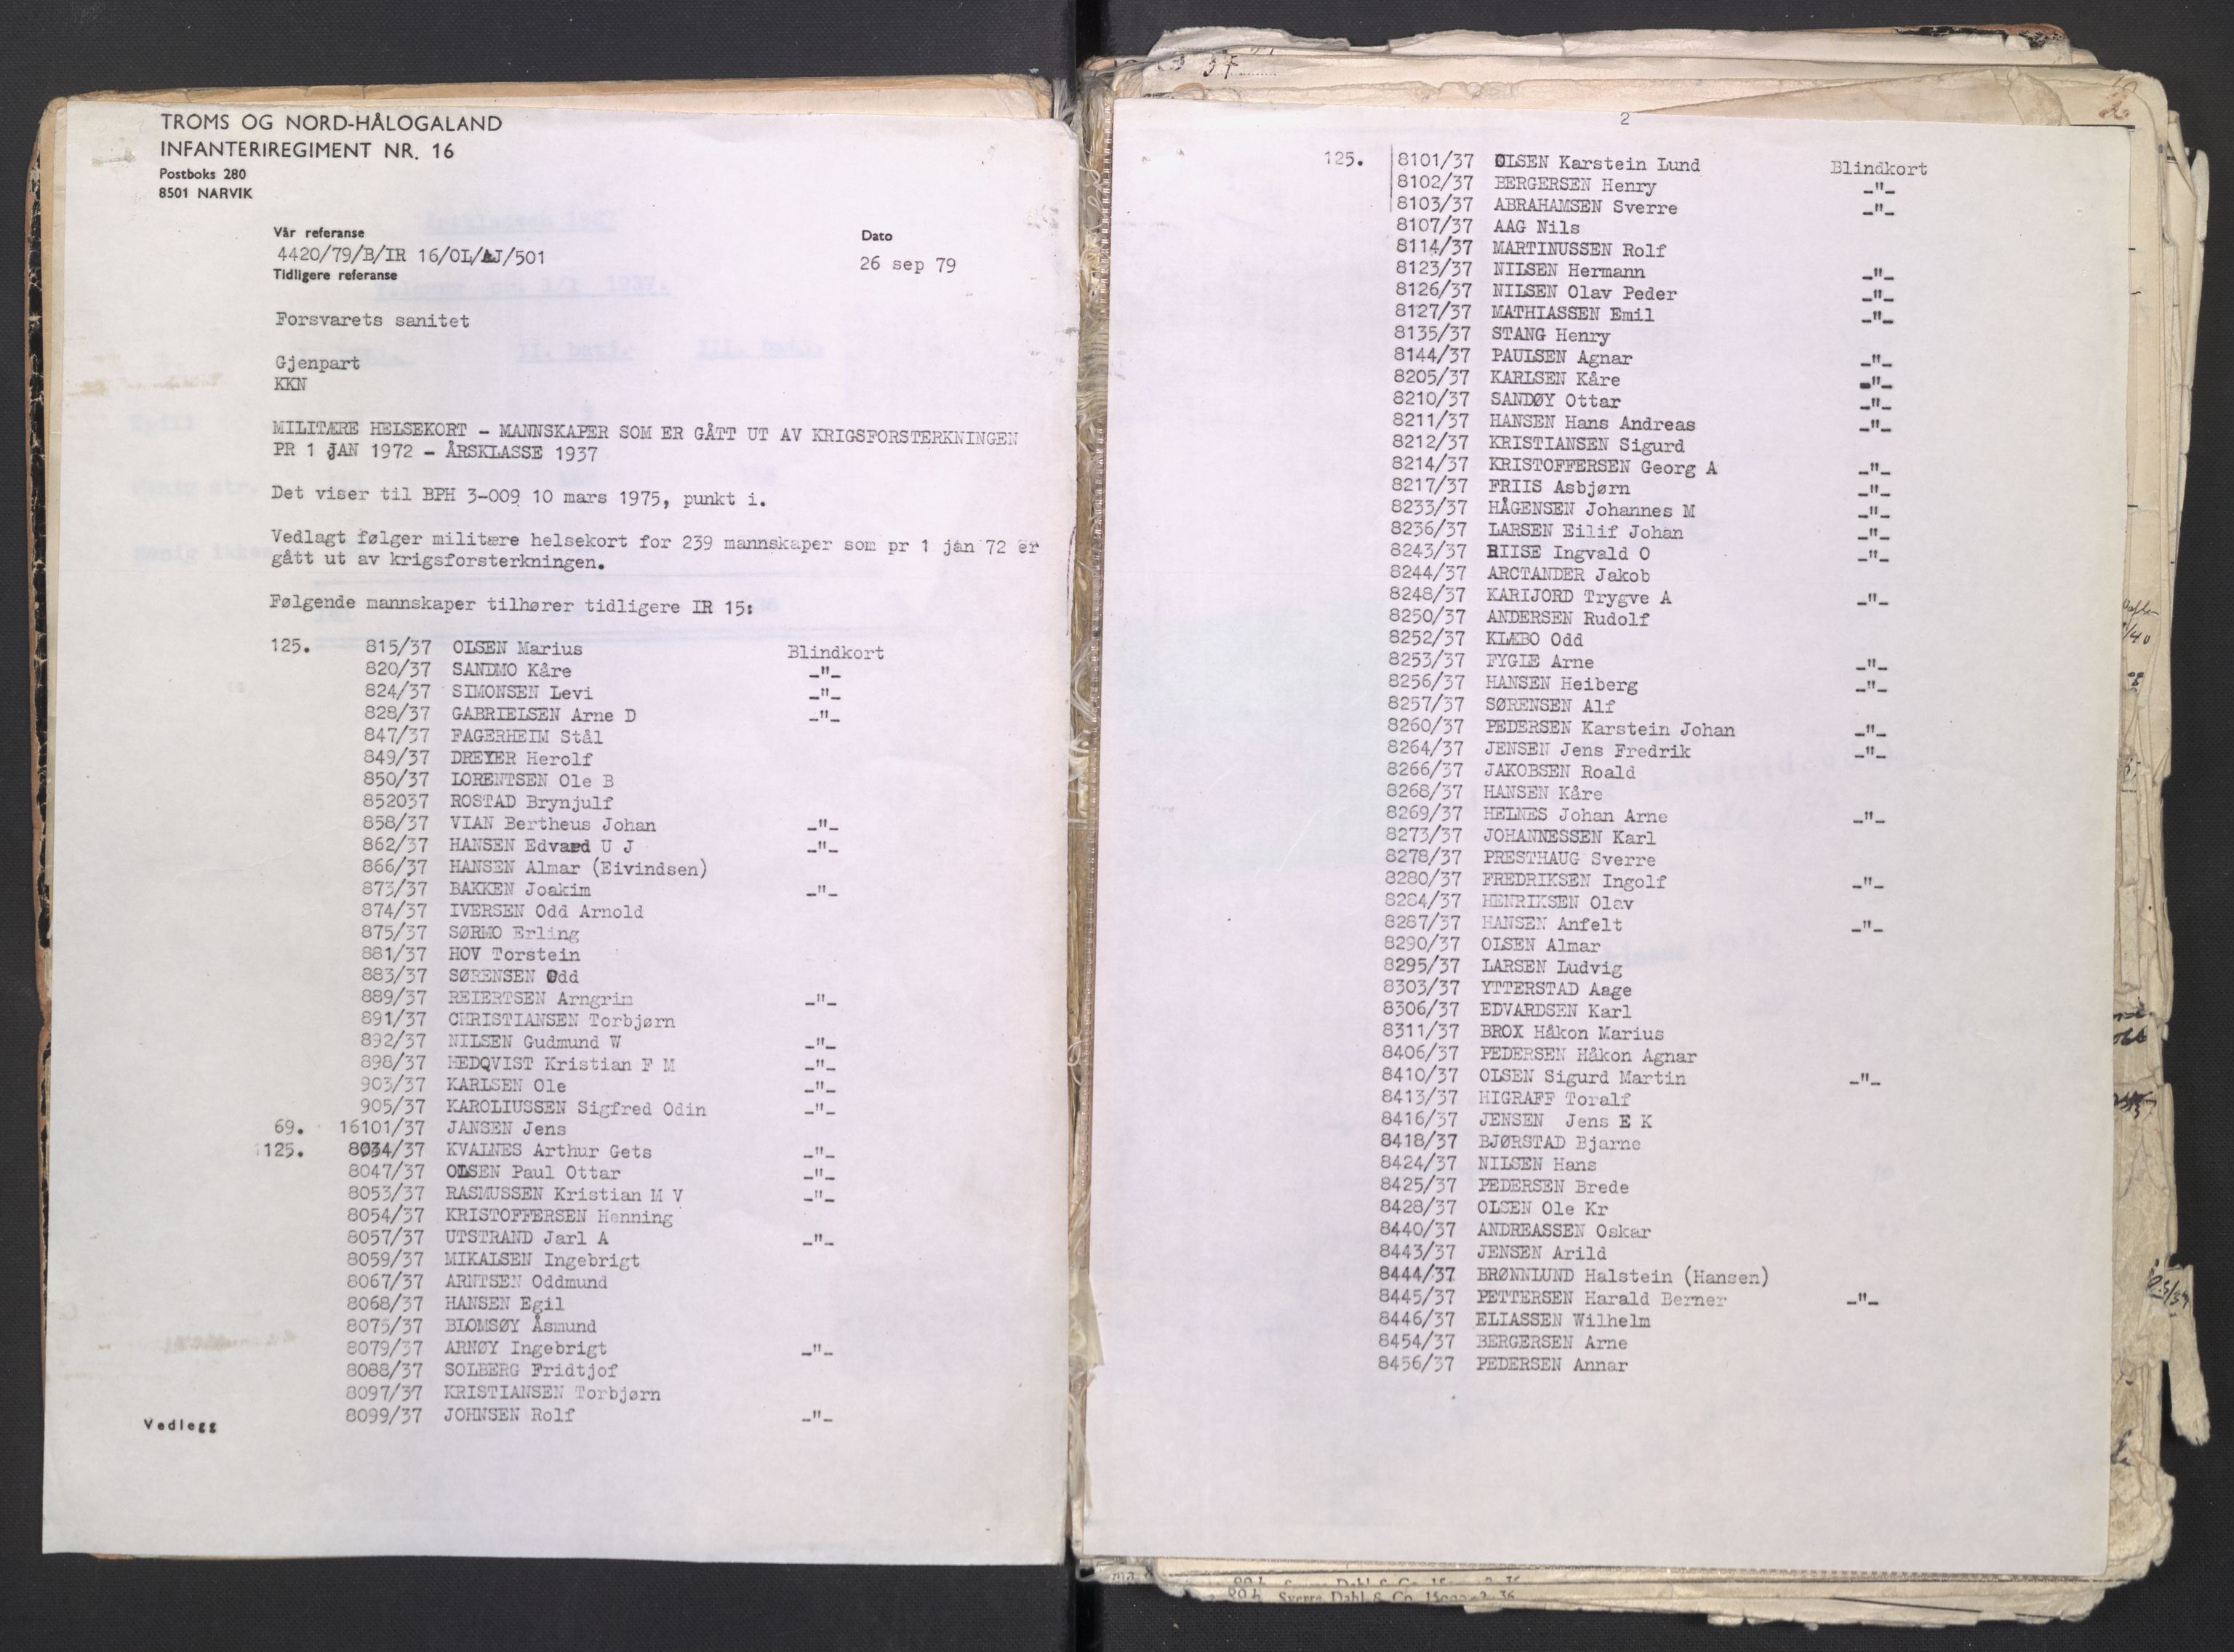 TROMS OG NORD-HÅLOGALAND
INFANTERIREGIMENT NR. 16
Postboks 280
8501 NARVIK
Vår referanse
4420/79/B/IR 16/OL/AJ/501
Tidligere referanse
Dato
26 sep 79
Forsvarets sanitet
Gjenpart
KKN
MILITÆRE HELSEKORT - MANNSKAPER SOM ER GÅTT UT AV KRIGSFORSTERKNINGEN
PR 1 JAN 1972 - ÅRSKLASSE 1937
Det viser til BPH 3-009 10 mars 1975, punkt i.
Vedlagt følger militære helsekort for 239 mannskaper som pr 1 jan 72 er
gått ut av krigsforsterkningen.
Følgende mannskaper tilhører tidligere IR 15:
125. 815/37 OLSEN Marius Blindkort
820/37 SANDMO Kåre -"-
824/37 SIMONSEN Levi -"-
828/37 GABRIELSEN Arne D -"-
847/37 FAGERHEIM Stål
849/37 DREYER Herolf
850/37 LORENTSEN Ole B
852037 ROSTAD Brynjulf
858/37 VIAN Bertheus Johan -"-
862/37 HANSEN Edvard U J -"-
866/37 HANSEN Almar (Eivindsen)
873/37 BAKKEN Joakim -"-
874/37 IVERSEN Odd Arnold
875/37 SØRMO Erling
881/37 HOV Torstein
883/37 SØRENSEN Odd
889/37 REIERTSEN Arngrim -"-
891/37 CHRISTIANSEN Torbjørn
892/37 NILSEN Gudmund W -"-
898/37 HEDQVIST Kristian F M -"-
903/37 KARLSEN Ole -"-
905/37 KAROLIUSSEN Sigfred Odin -"-
69. 16101/37 JANSEN Jens
125. 8034/37 KVALNES Arthur Gets -"-
8047/37 OLSEN Paul Ottar -"-
8053/37 RASMUSSEN Kristian M V -"-
8054/37 KRISTOFFERSEN Henning
8057/37 UTSTRAND Jarl A -"-
8059/37 MIKALSEN Ingebrigt
8067/37 ARNTSEN Oddmund
8068/37 HANSEN Egil
8075/37 BLOMSØY Åsmund
8079/37 ARNØY Ingebrigt -"-
8088/37 SOLBERG Fridtjof
8097/37 KRISTIANSEN Torbjørn
8099/37 JOHNSEN Rolf -"-
Vedlegg
2
125. 8101/37 OLSEN Karstein Lund Blindkort
8102/37 BERGERSEN Henry -"-
8103/37 ABRAHAMSEN Sverre -"-
8107/37 AAG Nils
8114/37 MARTINUSSEN Rolf
8123/37 NILSEN Hermann -"-
8126/37 NILSEN Olav Peder -"-
8127/37 MATHIASSEN Emil -"-
8135/37 STANG Henry
8144/37 PAULSEN Agnar -"-
8205/37 KARLSEN Kåre -"-
8210/37 SANDØY Ottar -"-
8211/37 HANSEN Hans Andreas -"-
8212/37 KRISTIANSEN Sigurd
8214/37 KRISTOFFERSEN Georg A -"-
8217/37 FRIIS Asbjørn -"-
8233/37 HÅGENSEN Johannes M -"-
8236/37 LARSEN Eilif Johan -"-
8243/37 RIISE Ingvald O -"-
8244/37 ARCTANDER Jakob
8248/37 KARIJORD Trygve A -"-
8250/37 ANDERSEN Rudolf
8252/37 KLÆBO Odd
8253/37 FYGLE Arne -"-
8256/37 HANSEN Heiberg -"-
8257/37 SØRENSEN Alf
8260/37 PEDERSEN Karstein Johan -"-
8264/37 JENSEN Jens Fredrik -"-
8266/37 JAKOBSEN Roald
8268/37 HANSEN Kåre
8269/37 HELNES Johan Arne -"-
8273/37 JOHANNESSEN Karl
8278/37 PRESTHAUG Sverre
8280/37 FREDRIKSEN Ingolf -"-
8284/37 HENRIKSEN Olav
8287/37 HANSEN Anfelt -"-
8290/37 OLSEN Almar
8295/37 LARSEN Ludvig
8303/37 YTTERSTAD Aage
8306/37 EDVARDSEN Karl
8311/37 BROX Håkon Marius
8406/37 PEDERSEN Håkon Agnar
8410/37 OLSEN Sigurd Martin -"-
8413/37 HIGRAFF Toralf
8416/37 JENSEN Jens E K
8418/37 BJØRSTAD Bjarne
8424/37 NILSEN Hans
8425/37 PEDERSEN Brede
8428/37 OLSEN Ole Kr
8440/37 ANDREASSEN Oskar
8443/37 JENSEN Arild
8444/37 BRØNNLUND Halstein (Hansen)
8445/37 PETTERSEN Harald Berner -"-
8446/37 ELIASSEN Wilhelm
8454/37 BERGERSEN Arne
8456/37 PEDERSEN Annar